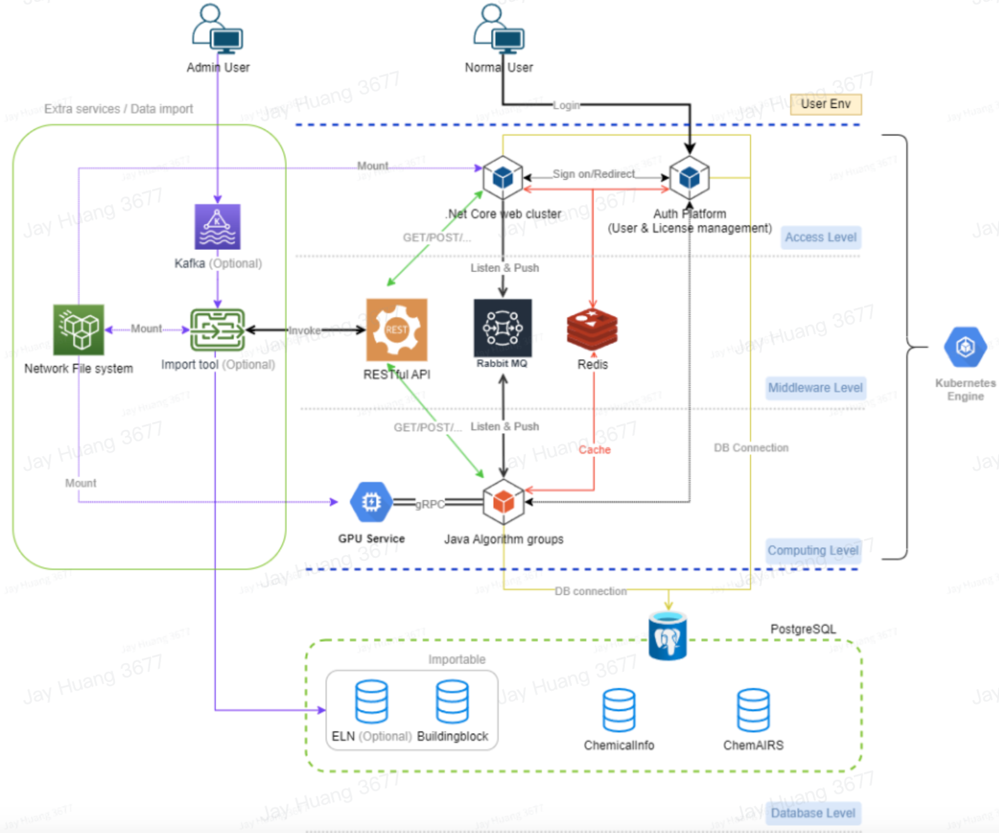 Admin User
Normal User
Extra services / Data import
Login
User Env
Mount
Sign on/Redirect
.Net Core web cluster
Auth Platform
(User & License management)
GET/POST/...
Access Level
K
Kafka (Optional)
Listen & Push
Mount
Invoke
REST
Network File system
Import tool (Optional)
RESTful API
Rabbit MQ
Redis
Middleware Level
Kubernetes
Engine
GET/POST/...
Listen & Push
Cache
DB Connection
Mount
gRPC
GPU Service
Java Algorithm groups
Computing Level
DB connection
PostgreSQL
Importable
ELN (Optional)
Buildingblock
ChemicalInfo
ChemAIRS
Database Level
Jay Huang 3677